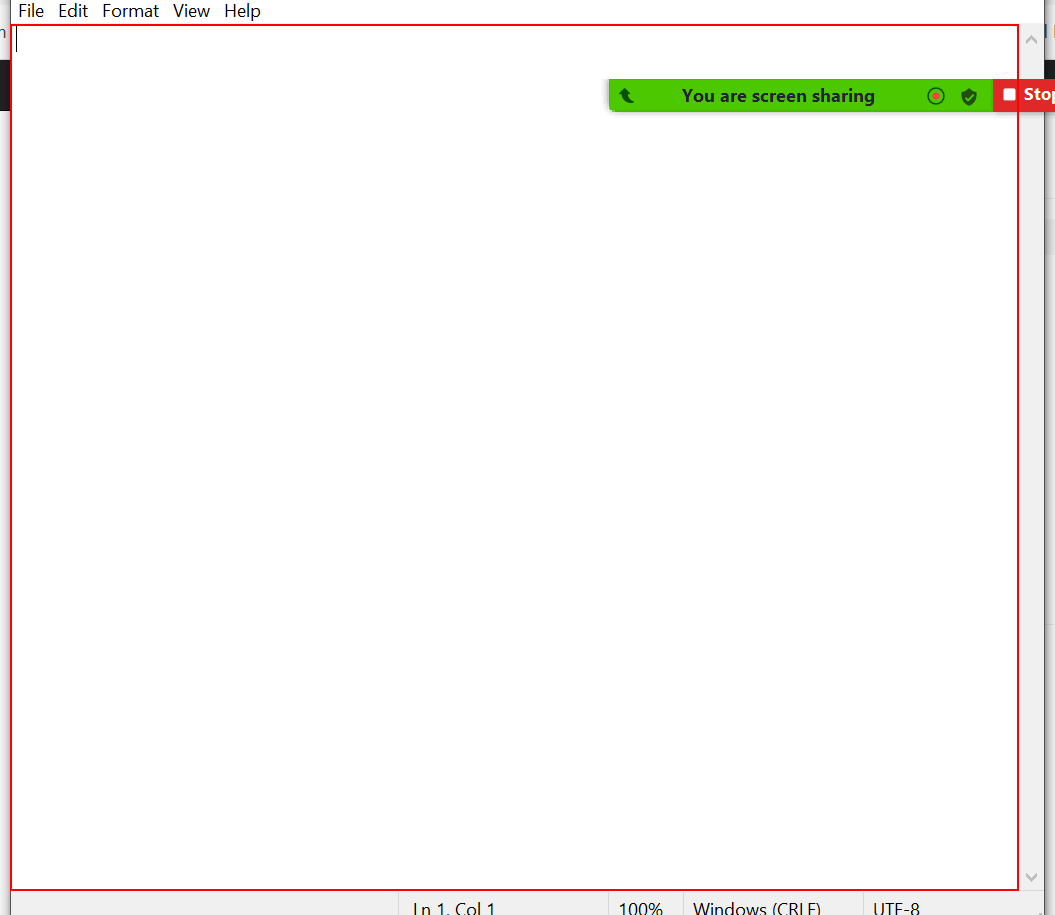 File Edit Format View Help
You are screen sharing Stop
Ln 1, Col 1 100% Windows (CRLF) UTF-8